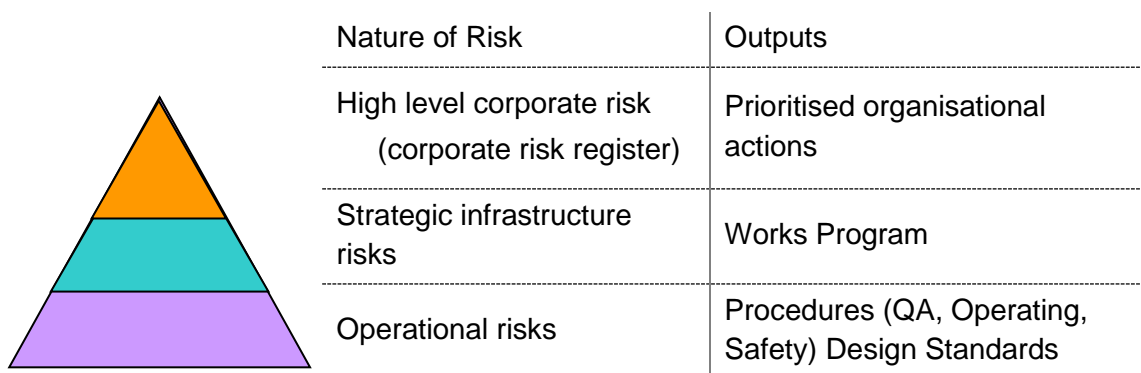 Nature of Risk
Outputs
High level corporate risk
(corporate risk register)
Prioritised organisational
actions
Strategic infrastructure
risks
Works Program
Operational risks
Procedures (QA, Operating,
Safety) Design Standards